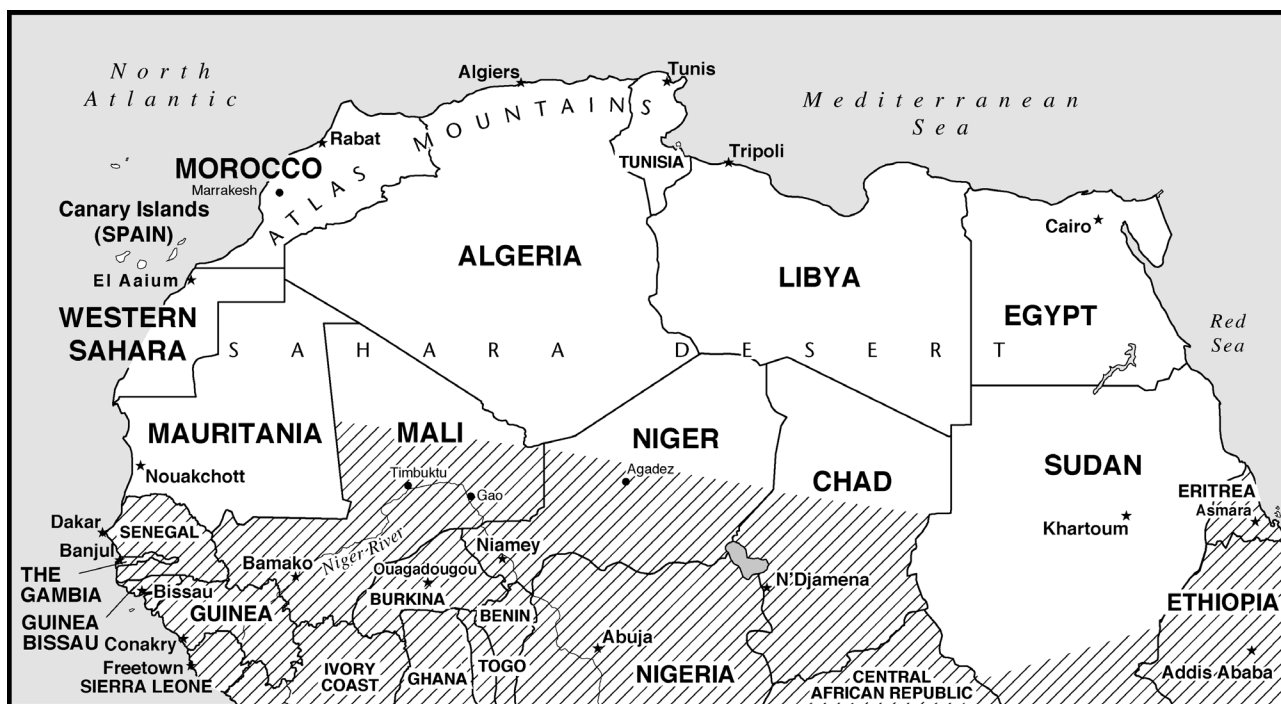 North
Atlantic
Algiers
Tunis
Mediterranean
Sea
ATLAS MOUNTAINS
Rabat
MOROCCO
Marrakesh
TUNISIA
Tripoli
Canary Islands
(SPAIN)
Cairo
El Aaium
ALGERIA
LIBYA
EGYPT
WESTERN
SAHARA
SAHARA DESERT
Red
Sea
MAURITANIA
MALI
NIGER
CHAD
SUDAN
Nouakchott
Timbuktu
Gao
Agadez
ERITREA
Asmará
Khartoum
Dakar
SENEGAL
Banjul
THE
GAMBIA
Bamako
Niger River
Niamey
Ouagadougou
BURKINA
N'Djamena
Bissau
GUINEA
BISSAU
GUINEA
BENIN
ETHIOPIA
Conakry
Abuja
Freetown
SIERRA LEONE
IVORY
COAST
GHANA
TOGO
NIGERIA
CENTRAL
AFRICAN REPUBLIC
Addis Ababa